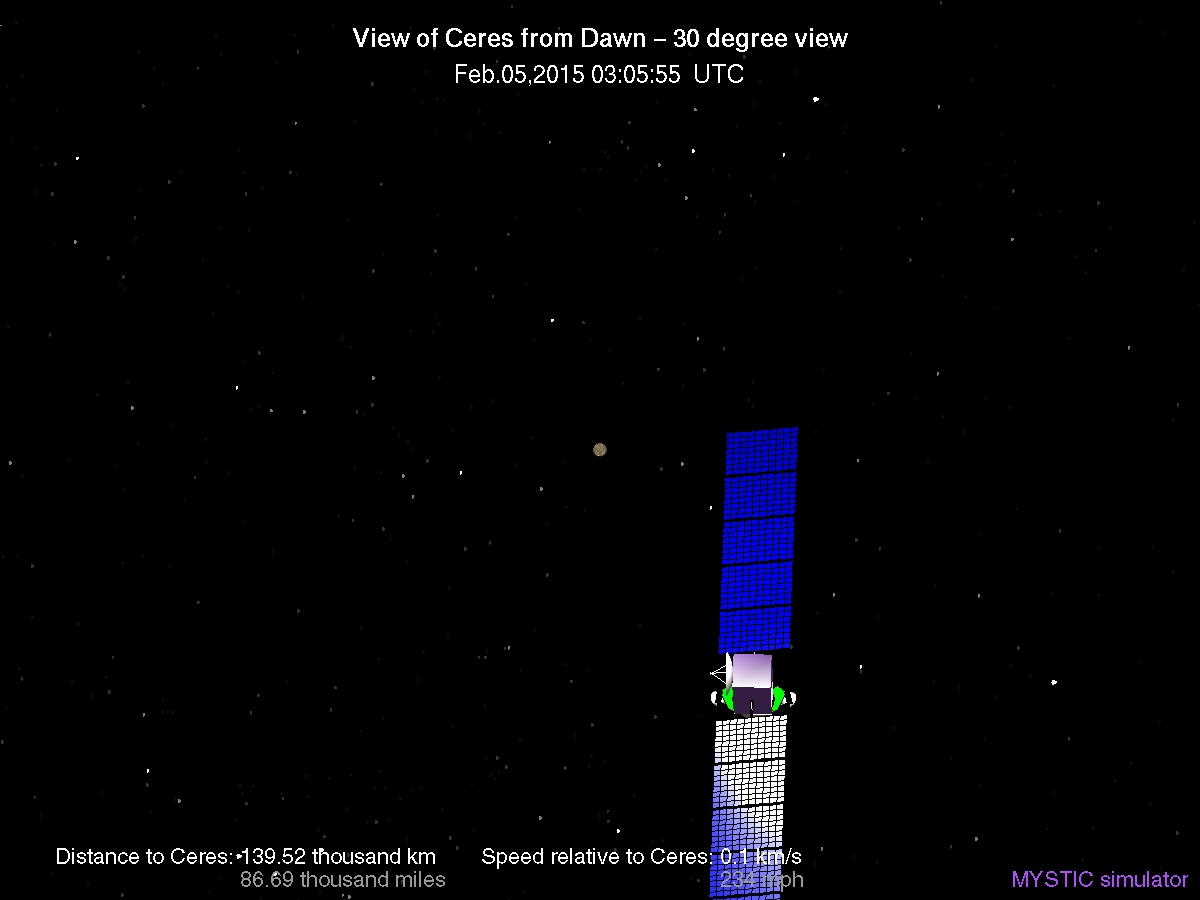 View of Ceres from Dawn – 30 degree view
Feb.05,2015 03:05:55 UTC
Distance to Ceres: 139.52 thousand km
86.69 thousand miles
Speed relative to Ceres: 0.1 km/s
234 mph
MYSTIC simulator